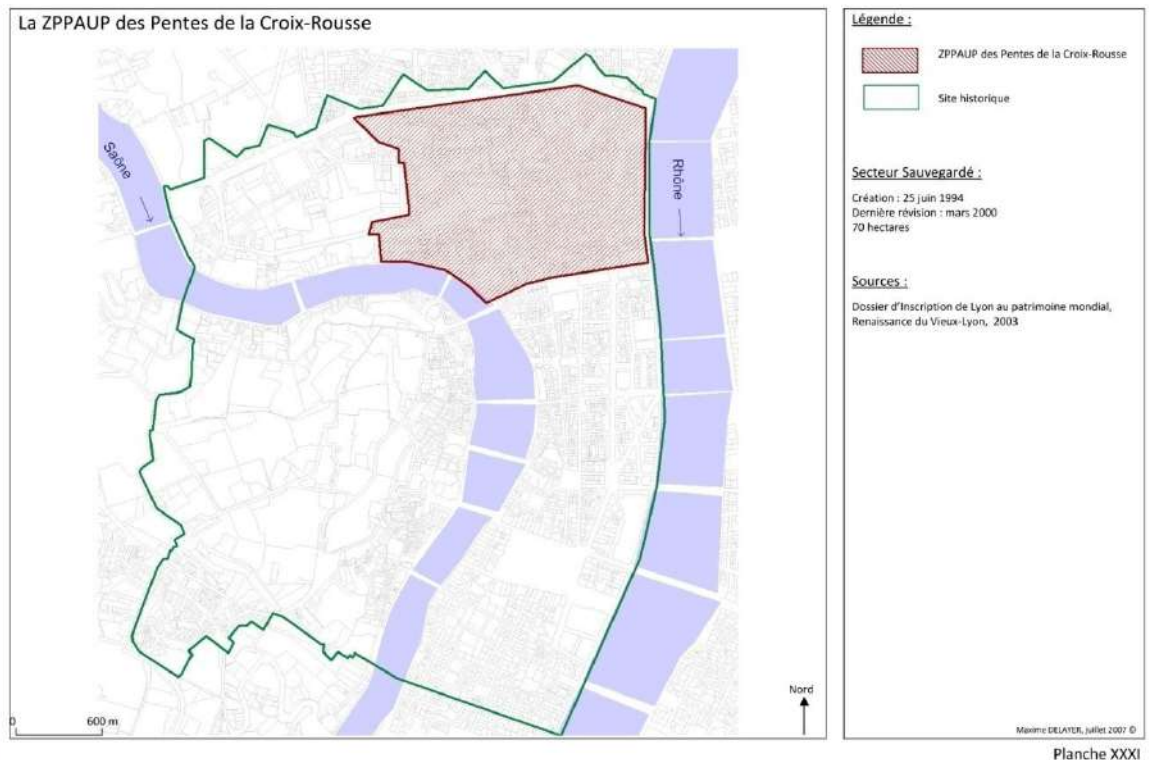 La ZPPAUP des Pentes de la Croix-Rousse
Saône
Rhône
0
600 m
Nord
Légende :
ZPPAUP des Pentes de la Croix-Rousse
Site historique
Secteur Sauvegardé :
Création : 25 juin 1994
Dernière révision : mars 2000
70 hectares
Sources :
Dossier d'Inscription de Lyon au patrimoine mondial,
Renaissance du Vieux-Lyon, 2003
Maxime DELAYER, juillet 2007 ©
Planche XXXI